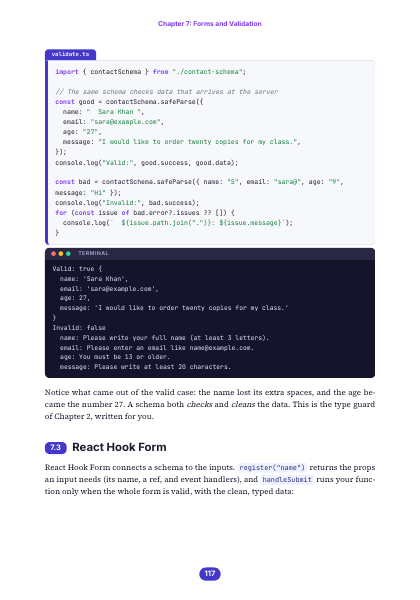 Chapter 7: Forms and Validation
validate.ts
import { contactSchema } from "./contact-schema";
// The same schema checks data that arrives at the server
const good = contactSchema.safeParse({
  name: "  Sara Khan ",
  email: "sara@example.com",
  age: "27",
  message: "I would like to order twenty copies for my class.",
});
console.log("Valid:", good.success, good.data);
const bad = contactSchema.safeParse({ name: "S", email: "sara@", age: "9",
message: "Hi" });
console.log("Invalid:", bad.success);
for (const issue of bad.error?.issues ?? []) {
  console.log(`  ${issue.path.join(".")}: ${issue.message}`);
}
TERMINAL
Valid: true {
  name: 'Sara Khan',
  email: 'sara@example.com',
  age: 27,
  message: 'I would like to order twenty copies for my class.'
}
Invalid: false
  name: Please write your full name (at least 3 letters).
  email: Please enter an email like name@example.com.
  age: You must be 13 or older.
  message: Please write at least 20 characters.
Notice what came out of the valid case: the name lost its extra spaces, and the age be-
came the number 27. A schema both checks and cleans the data. This is the type guard
of Chapter 2, written for you.
7.3 React Hook Form
React Hook Form connects a schema to the inputs. register("name") returns the props
an input needs (its name, a ref, and event handlers), and handleSubmit runs your func-
tion only when the whole form is valid, with the clean, typed data:
117